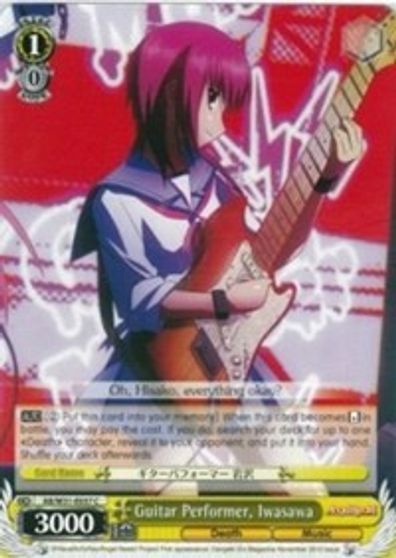 1
0
Oh, Hisako, everything okay?
AUTO [(2) Put this card into your memory] When this card becomes [ ] in
battle, you may pay the cost. If you do, search your deck for up to one
«Death» character, reveal it to your opponent, and put it into your hand.
Shuffle your deck afterwards.
Card Name
ギターパフォーマー 岩沢
3000
Guitar Performer, Iwasawa
Death
Music